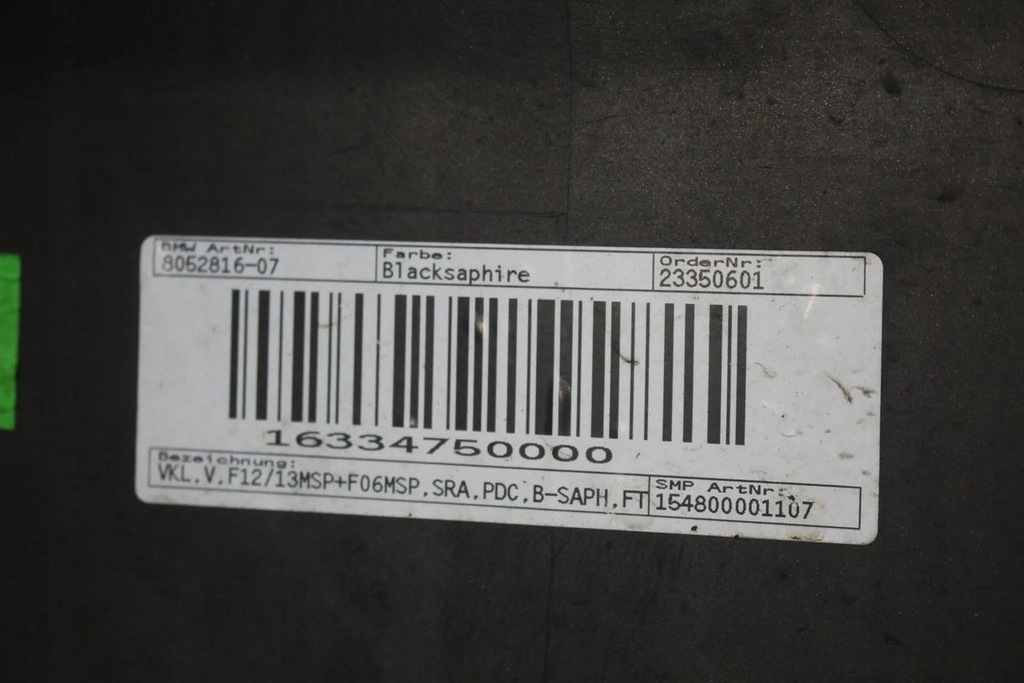 BMW ArtNr: Farbe: OrderNr:
8052816-07 Blacksaphire 23350601
16334750000
Bezeichnung: SMP ArtNr.:
VKL,V,F12/13MSP+F06MSP,SRA,PDC,B-SAPH,FT 154800001107